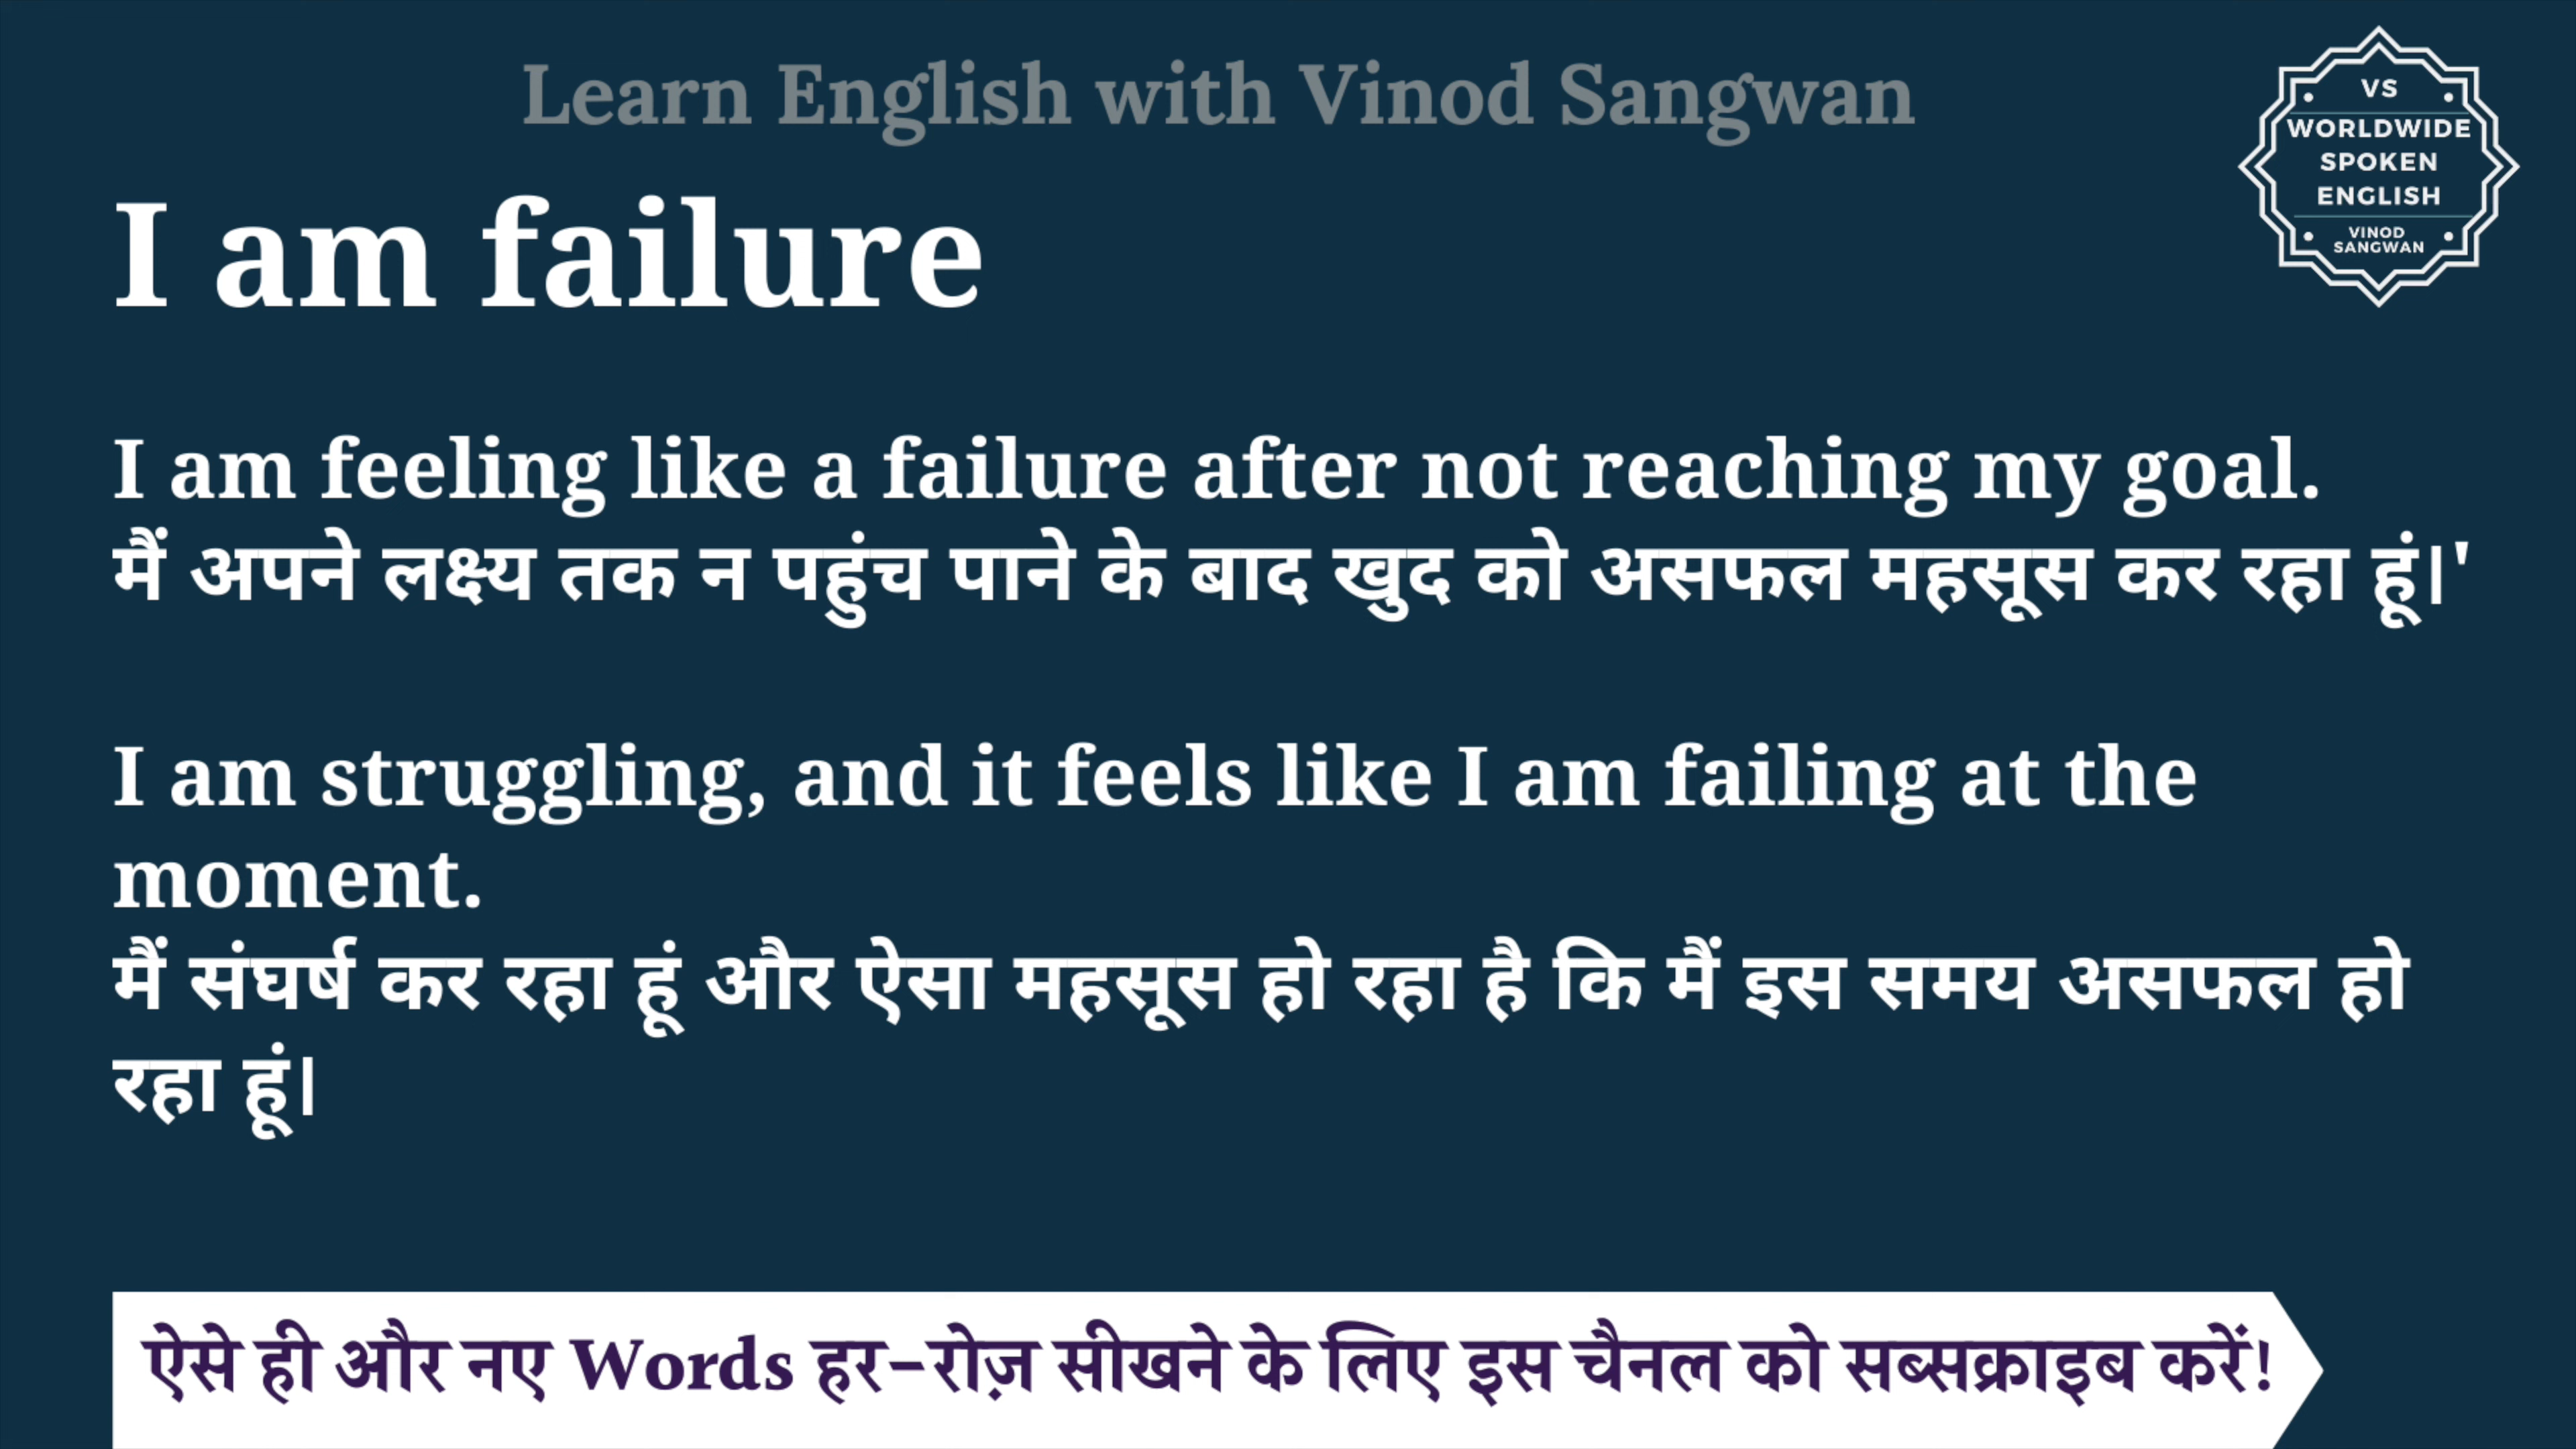 Learn English with Vinod Sangwan
VS
WORLDWIDE
SPOKEN
ENGLISH
VINOD
SANGWAN
I am failure
I am feeling like a failure after not reaching my goal.
मैं अपने लक्ष्य तक न पहुंच पाने के बाद खुद को असफल महसूस कर रहा हूं।'
I am struggling, and it feels like I am failing at the
moment.
मैं संघर्ष कर रहा हूं और ऐसा महसूस हो रहा है कि मैं इस समय असफल हो
रहा हूं।
ऐसे ही और नए Words हर-रोज़ सीखने के लिए इस चैनल को सब्सक्राइब करें!